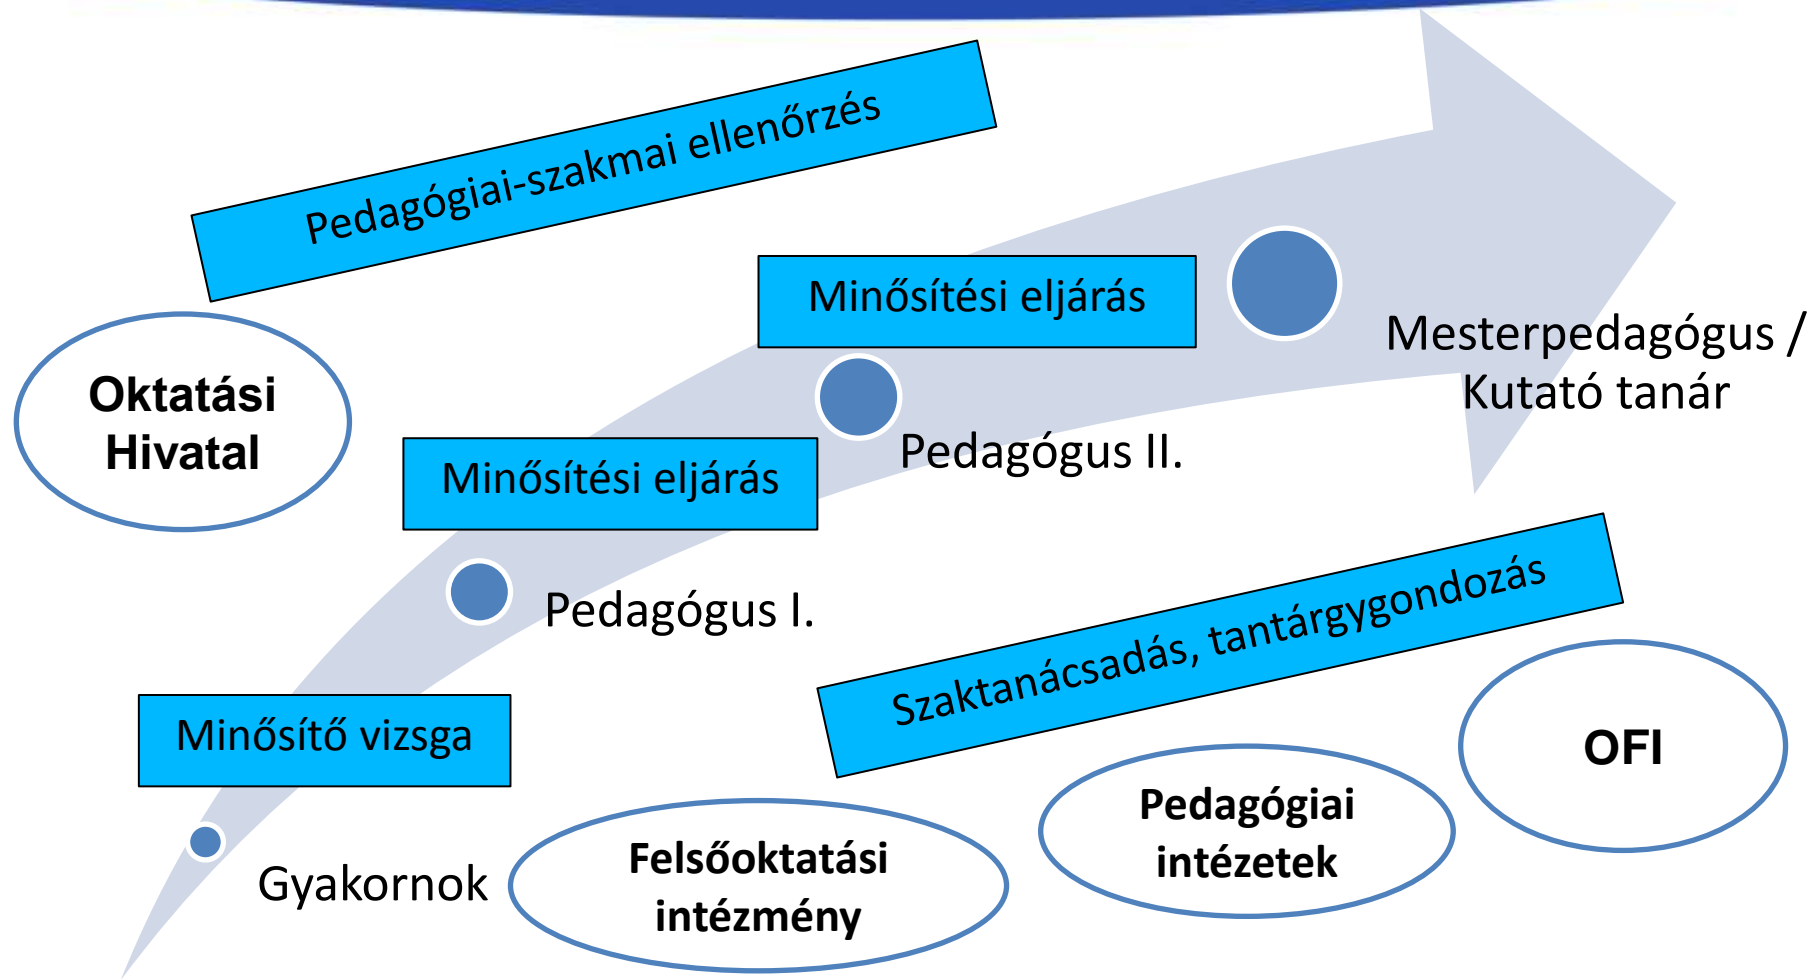 Pedagógiai-szakmai ellenőrzés
Minősítési eljárás
Mesterpedagógus /
Kutató tanár
Oktatási
Hivatal
Pedagógus II.
Minősítési eljárás
Pedagógus I.
Szaktanácsadás, tantárgygondozás
Minősítő vizsga
OFI
Pedagógiai
intézetek
Gyakornok
Felsőoktatási
intézmény